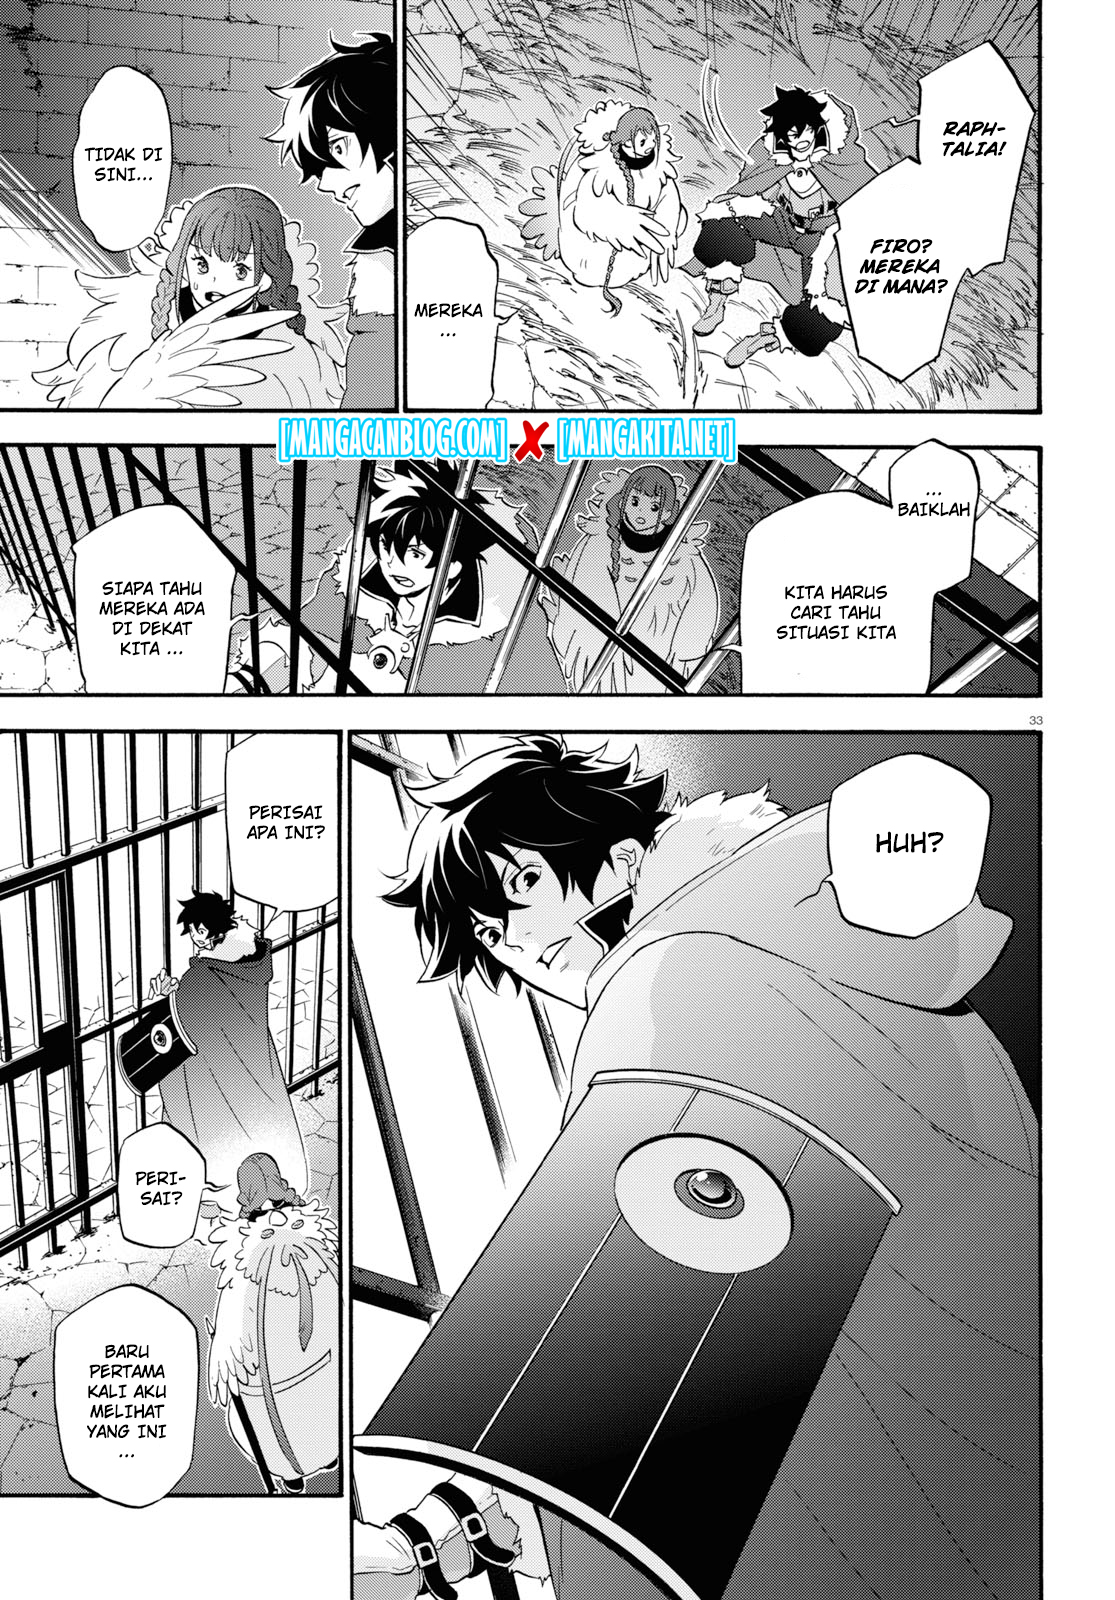 RAPH-
TALIA!
FIRO?
MEREKA
DI MANA?
MEREKA
...
TIDAK DI
SINI...
[MANGACANBLOG.COM] X [MANGAKITA.NET]
...
BAIKLAH
KITA HARUS
CARI TAHU
SITUASI KITA
SIAPA TAHU
MEREKA ADA
DI DEKAT
KITA ...
33
HUH?
PERISAI
APA INI?
PERI-
SAI?
BARU
PERTAMA
KALI AKU
MELIHAT
YANG INI
...